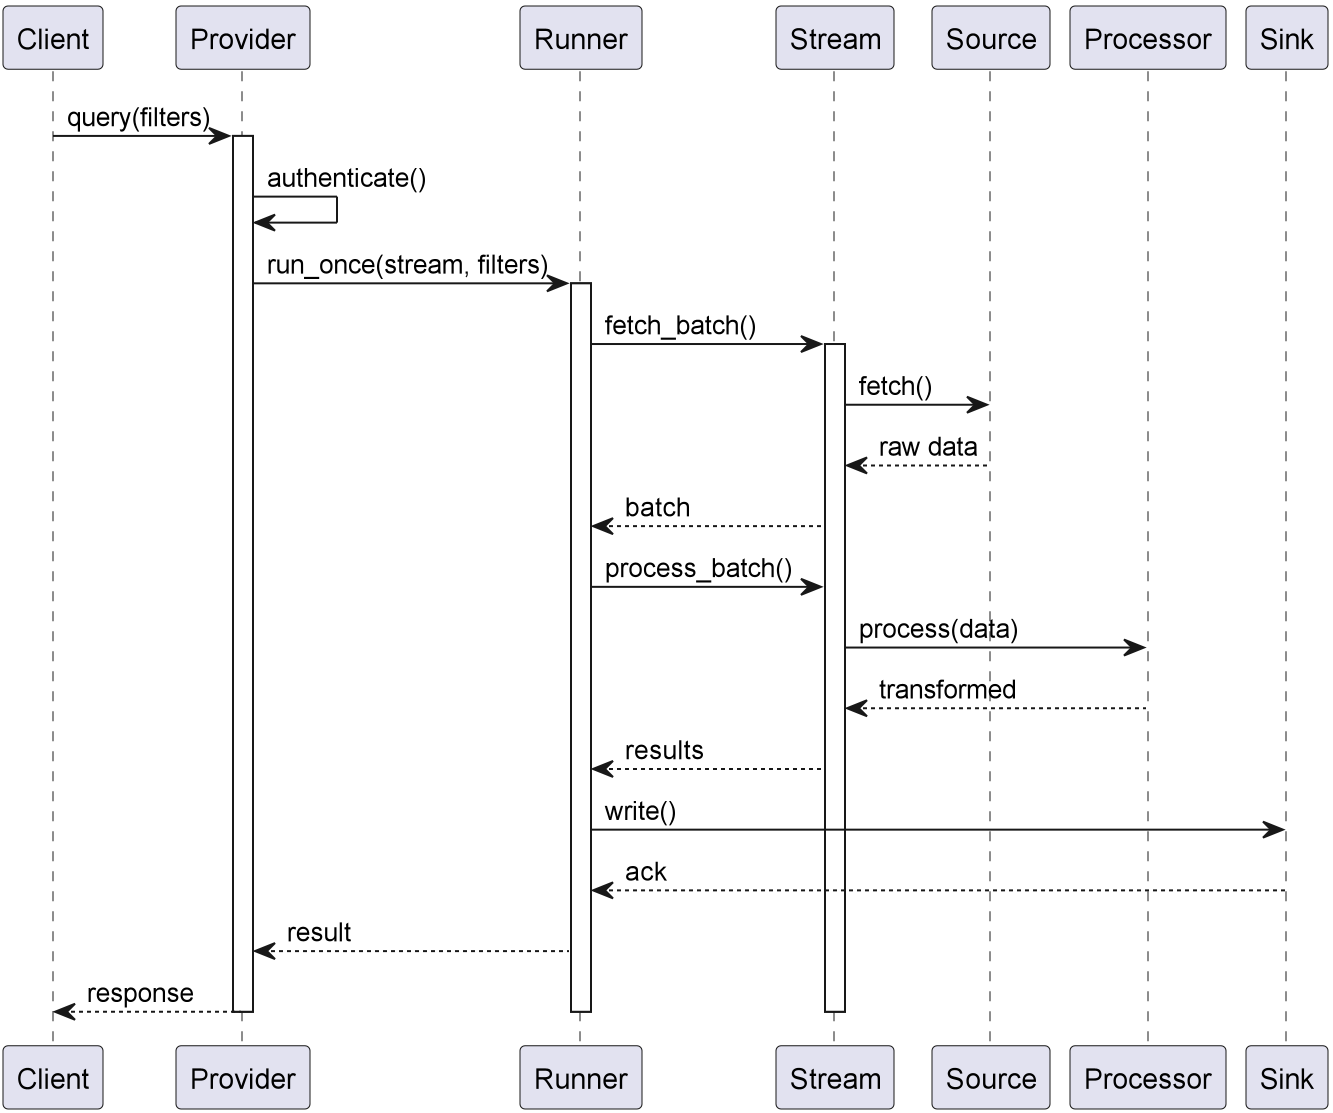 Client Provider Runner Stream Source Processor Sink
query(filters)
authenticate()
run_once(stream, filters)
fetch_batch()
fetch()
raw data
batch
process_batch()
process(data)
transformed
results
write()
ack
result
response
Client Provider Runner Stream Source Processor Sink